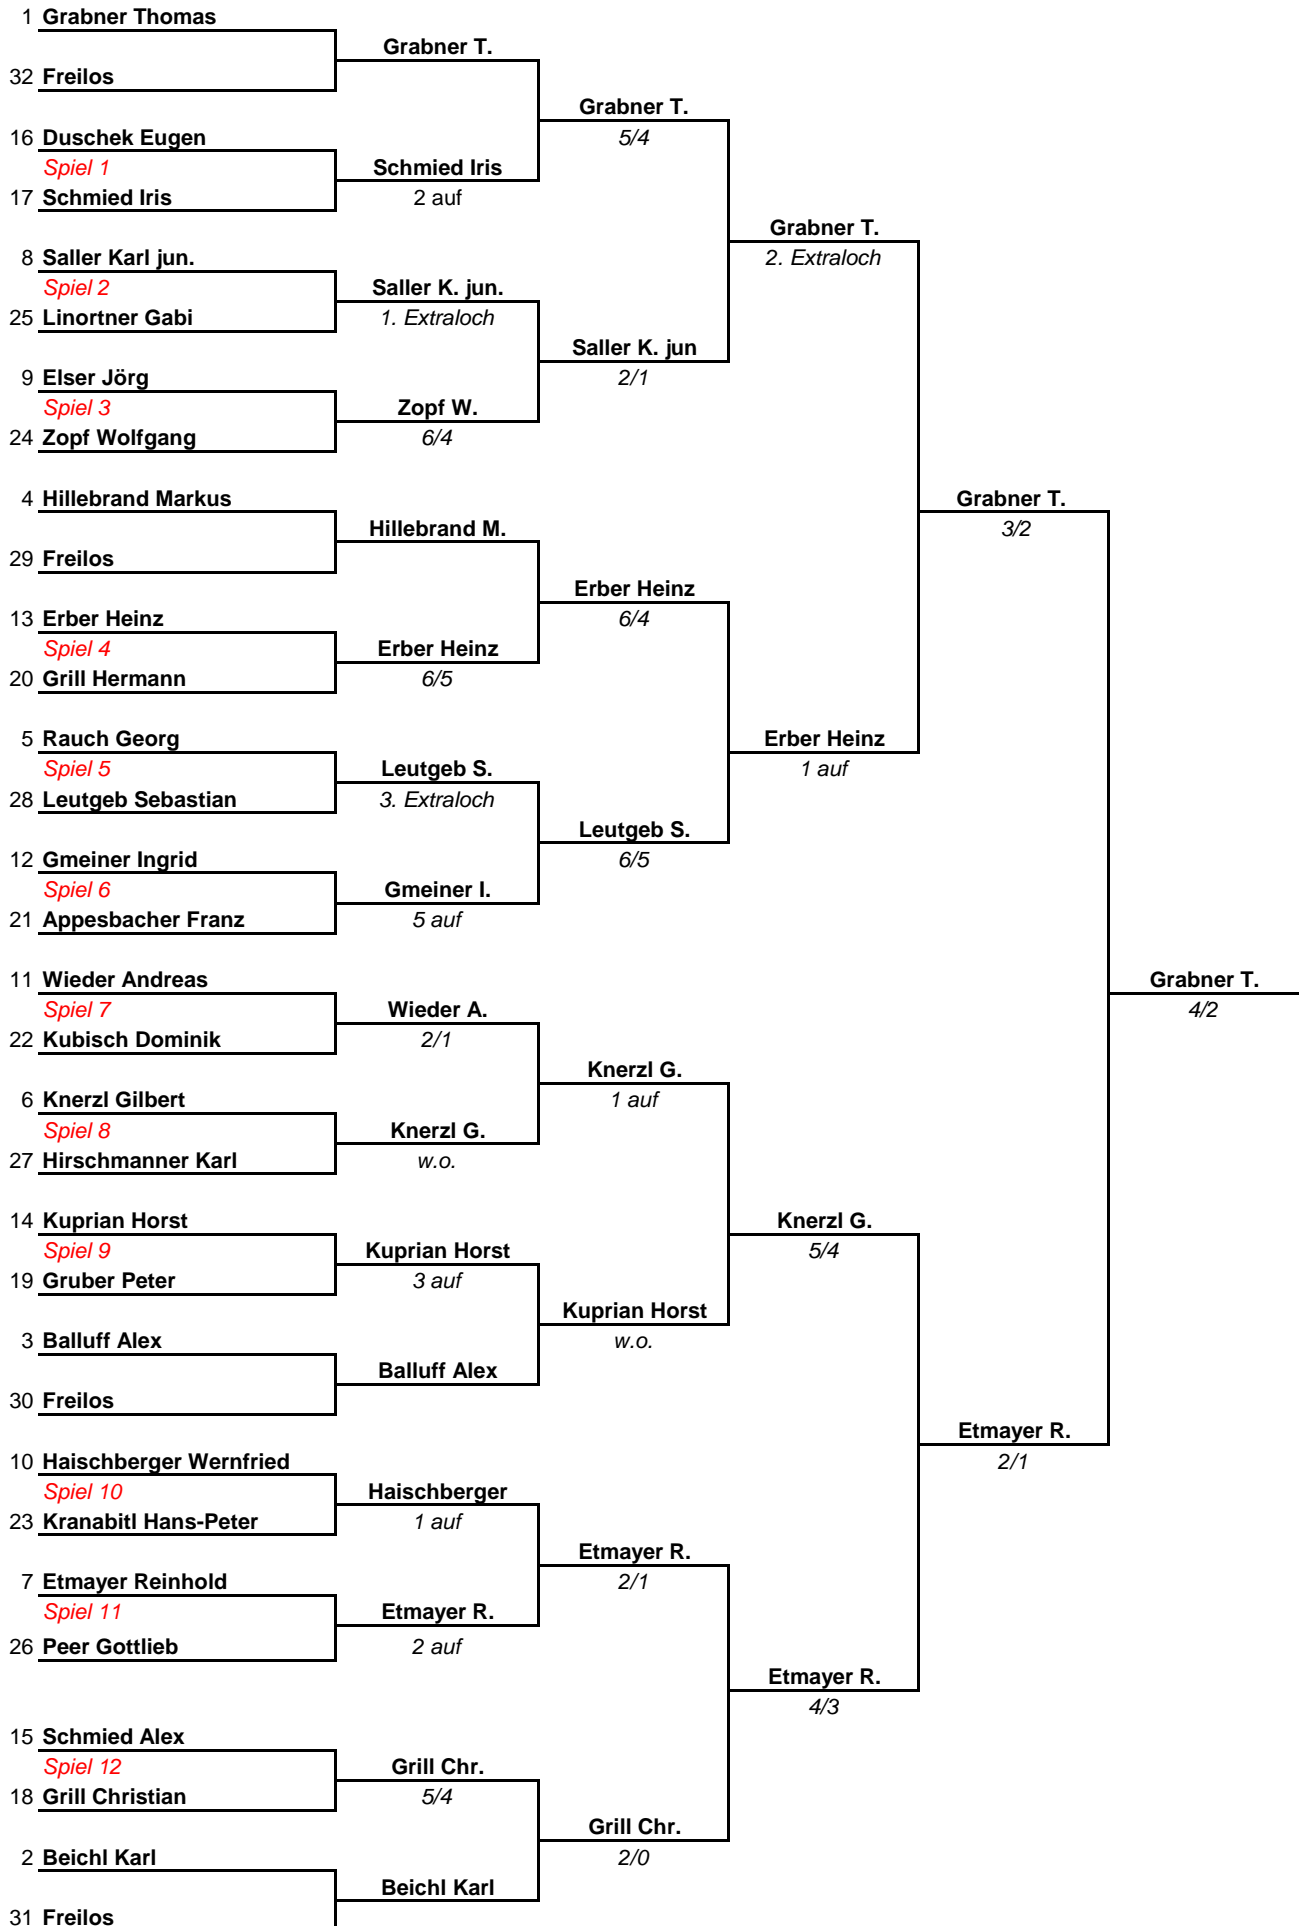 1 Grabner Thomas
Grabner T.
32 Freilos
Grabner T.
16 Duschek Eugen
5/4
Spiel 1
Schmied Iris
17 Schmied Iris
2 auf
Grabner T.
8 Saller Karl jun.
2. Extraloch
Spiel 2
Saller K. jun.
25 Linortner Gabi
1. Extraloch
Saller K. jun
9 Elser Jörg
2/1
Spiel 3
Zopf W.
24 Zopf Wolfgang
6/4
4 Hillebrand Markus
Grabner T.
Hillebrand M.
3/2
29 Freilos
Erber Heinz
13 Erber Heinz
6/4
Spiel 4
Erber Heinz
20 Grill Hermann
6/5
5 Rauch Georg
Erber Heinz
Spiel 5
Leutgeb S.
1 auf
28 Leutgeb Sebastian
3. Extraloch
Leutgeb S.
12 Gmeiner Ingrid
6/5
Spiel 6
Gmeiner I.
21 Appesbacher Franz
5 auf
11 Wieder Andreas
Grabner T.
Spiel 7
Wieder A.
4/2
22 Kubisch Dominik
2/1
Knerzl G.
6 Knerzl Gilbert
1 auf
Spiel 8
Knerzl G.
27 Hirschmanner Karl
w.o.
14 Kuprian Horst
Knerzl G.
Spiel 9
Kuprian Horst
5/4
19 Gruber Peter
3 auf
Kuprian Horst
3 Balluff Alex
w.o.
Balluff Alex
30 Freilos
Etmayer R.
10 Haischberger Wernfried
2/1
Spiel 10
Haischberger
23 Kranabitl Hans-Peter
1 auf
Etmayer R.
7 Etmayer Reinhold
2/1
Spiel 11
Etmayer R.
26 Peer Gottlieb
2 auf
Etmayer R.
4/3
15 Schmied Alex
Spiel 12
Grill Chr.
18 Grill Christian
5/4
Grill Chr.
2 Beichl Karl
2/0
Beichl Karl
31 Freilos